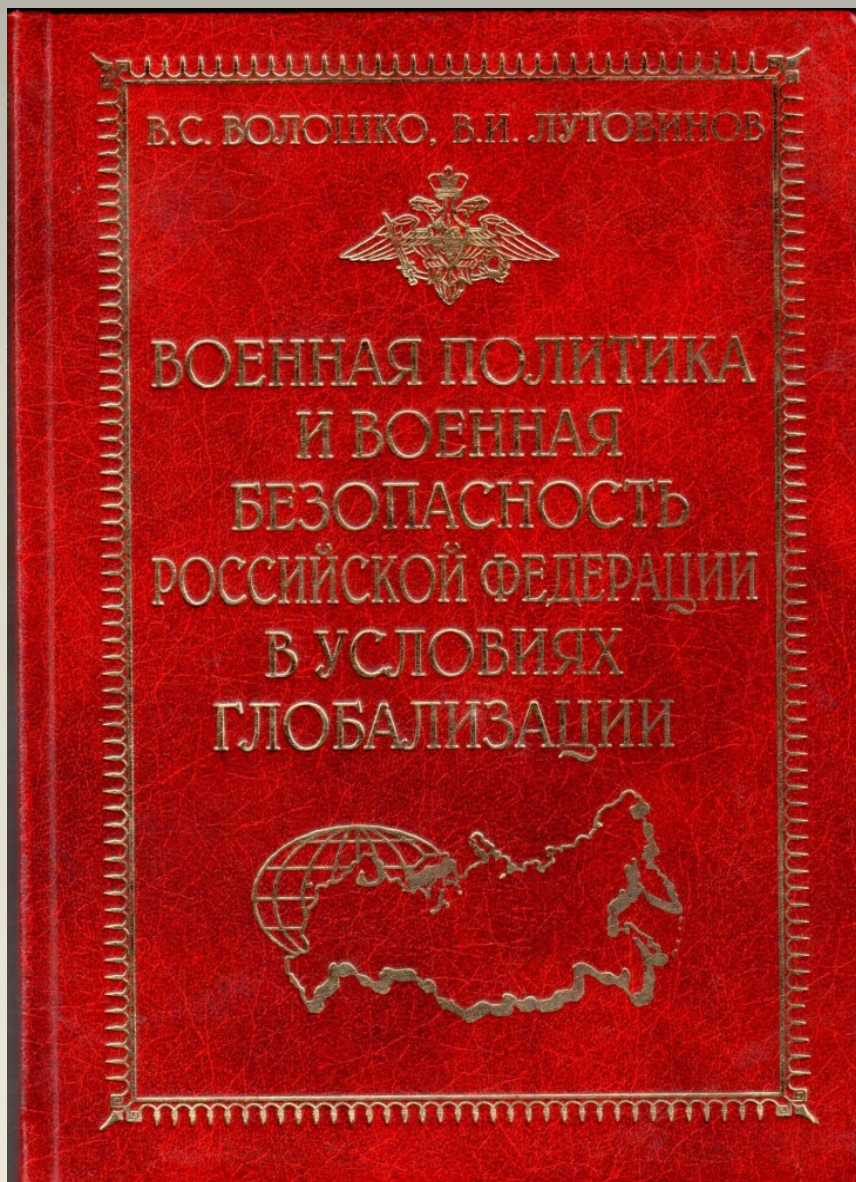 В.С. ВОЛОШКО, В.И. ЛУТОВИНОВ
ВОЕННАЯ ПОЛИТИКА
И ВОЕННАЯ
БЕЗОПАСНОСТЬ
РОССИЙСКОЙ ФЕДЕРАЦИИ
В УСЛОВИЯХ
ГЛОБАЛИЗАЦИИ